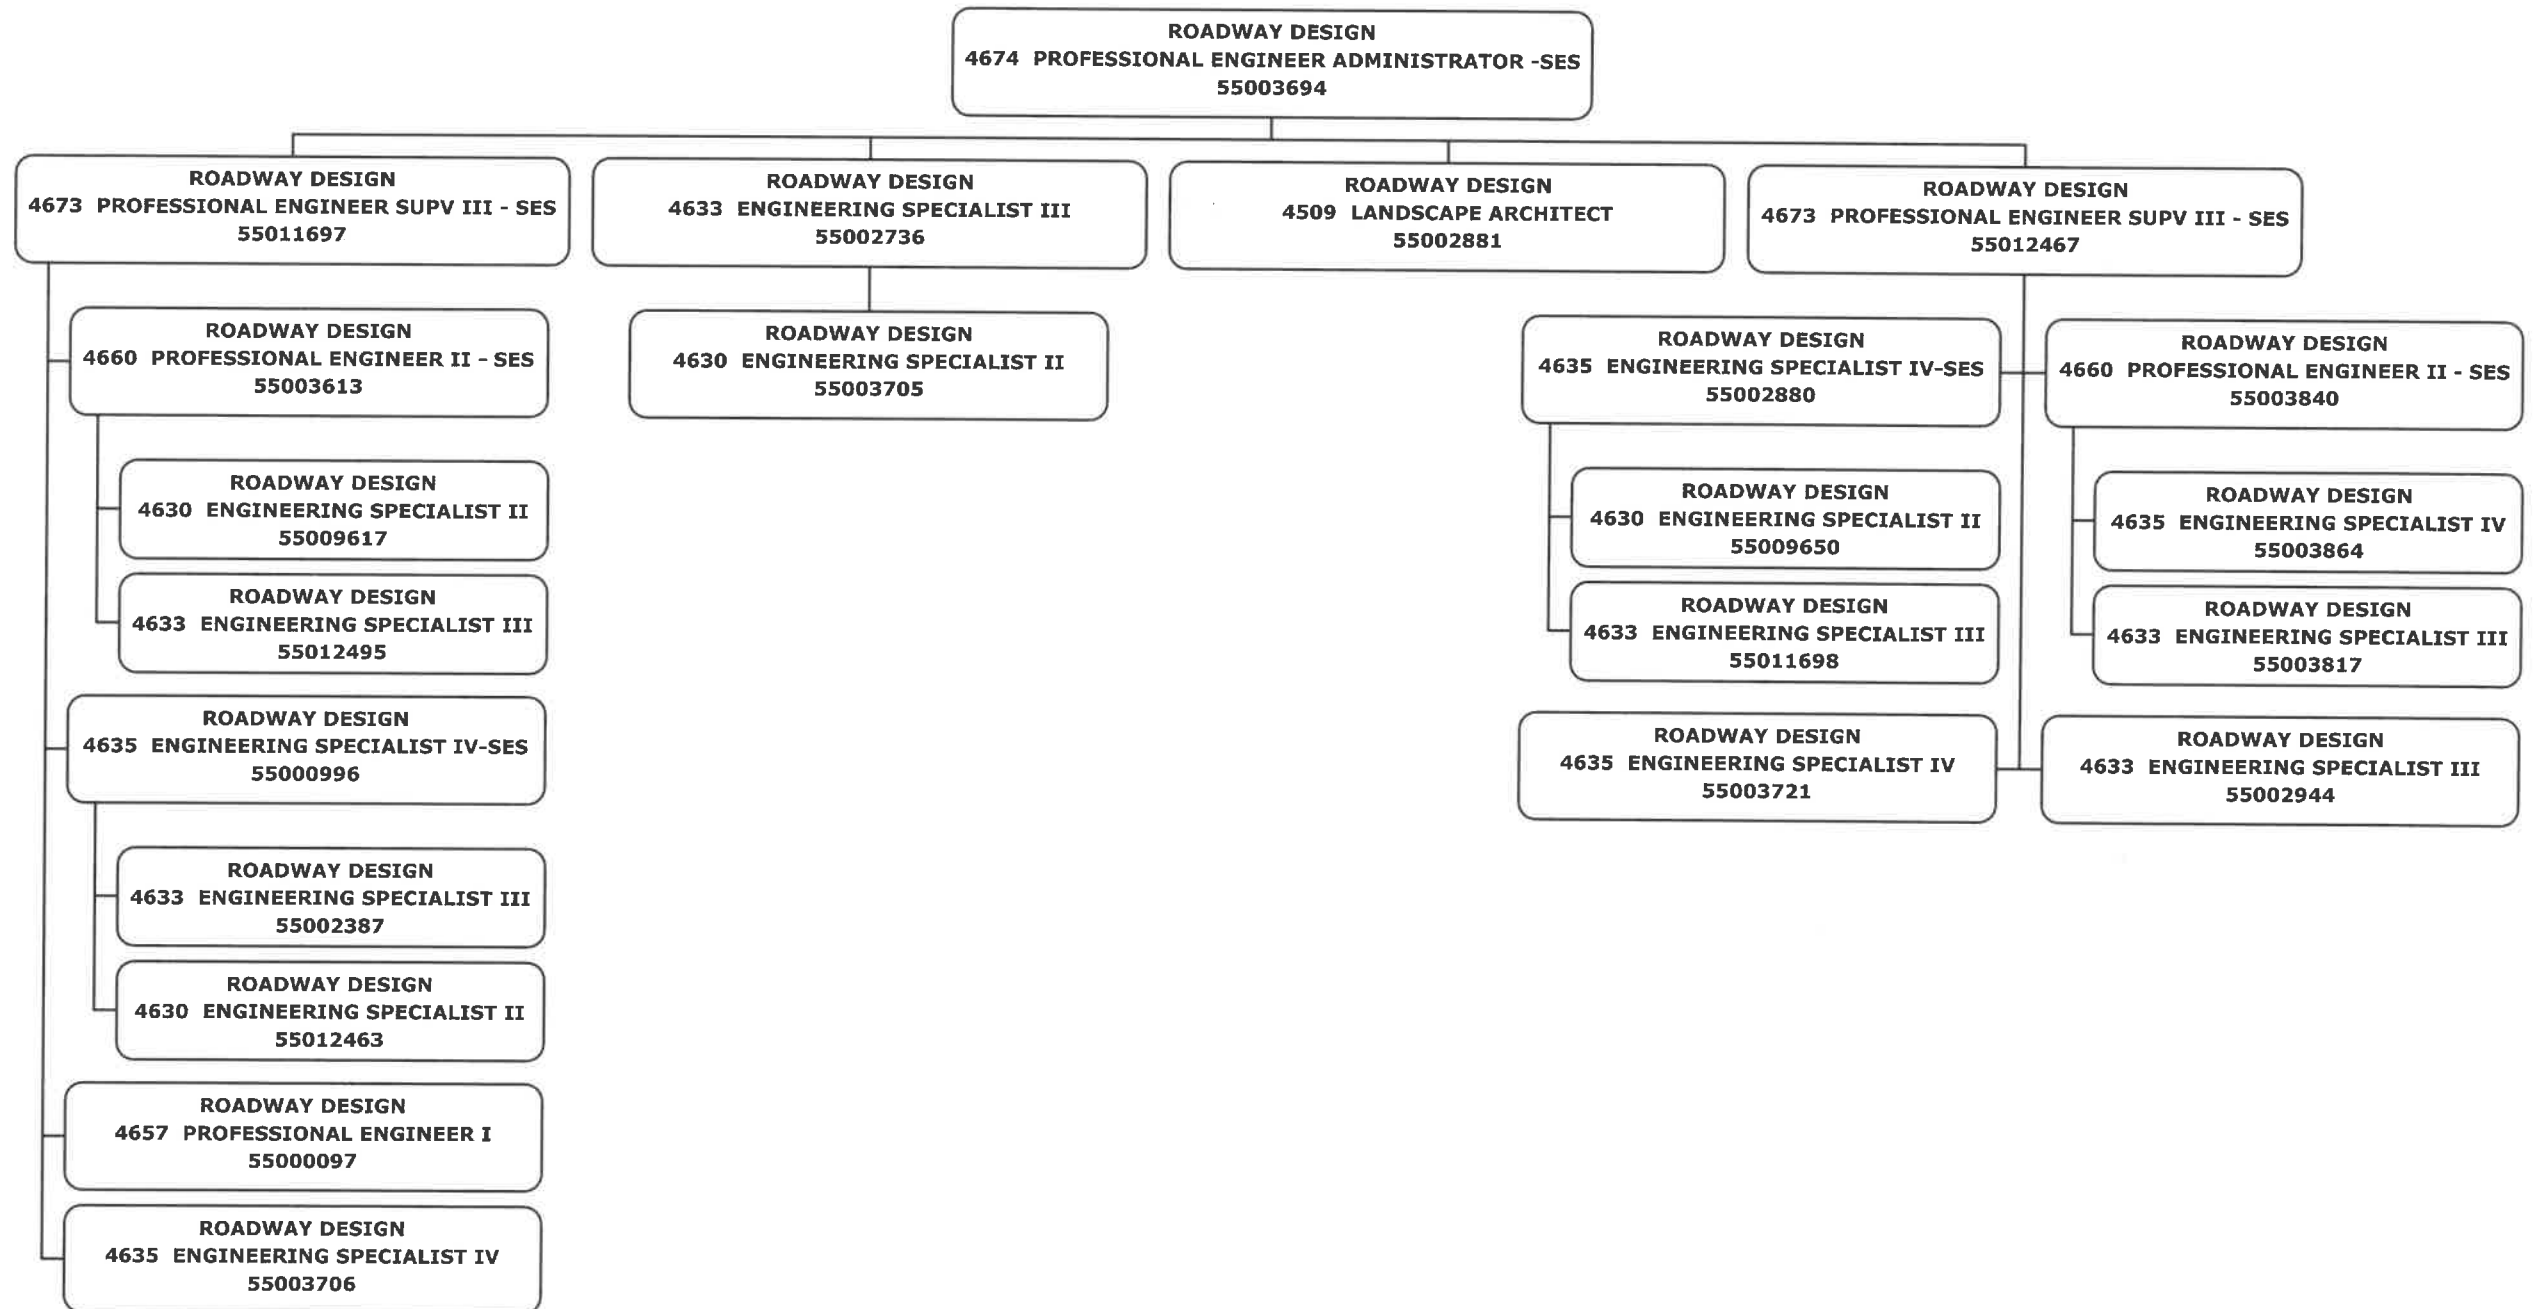 ROADWAY DESIGN
4674 PROFESSIONAL ENGINEER ADMINISTRATOR -SES
55003694
ROADWAY DESIGN
4673 PROFESSIONAL ENGINEER SUPV III - SES
55011697
ROADWAY DESIGN
4633 ENGINEERING SPECIALIST III
55002736
ROADWAY DESIGN
4509 LANDSCAPE ARCHITECT
55002881
ROADWAY DESIGN
4673 PROFESSIONAL ENGINEER SUPV III - SES
55012467
ROADWAY DESIGN
4660 PROFESSIONAL ENGINEER II - SES
55003613
ROADWAY DESIGN
4630 ENGINEERING SPECIALIST II
55009617
ROADWAY DESIGN
4633 ENGINEERING SPECIALIST III
55012495
ROADWAY DESIGN
4635 ENGINEERING SPECIALIST IV-SES
55000996
ROADWAY DESIGN
4633 ENGINEERING SPECIALIST III
55002387
ROADWAY DESIGN
4630 ENGINEERING SPECIALIST II
55012463
ROADWAY DESIGN
4657 PROFESSIONAL ENGINEER I
55000097
ROADWAY DESIGN
4635 ENGINEERING SPECIALIST IV
55003706
ROADWAY DESIGN
4630 ENGINEERING SPECIALIST II
55003705
ROADWAY DESIGN
4635 ENGINEERING SPECIALIST IV-SES
55002880
ROADWAY DESIGN
4630 ENGINEERING SPECIALIST II
55009650
ROADWAY DESIGN
4633 ENGINEERING SPECIALIST III
55011698
ROADWAY DESIGN
4660 PROFESSIONAL ENGINEER II - SES
55003840
ROADWAY DESIGN
4635 ENGINEERING SPECIALIST IV
55003864
ROADWAY DESIGN
4633 ENGINEERING SPECIALIST III
55003817
ROADWAY DESIGN
4635 ENGINEERING SPECIALIST IV
55003721
ROADWAY DESIGN
4633 ENGINEERING SPECIALIST III
55002944